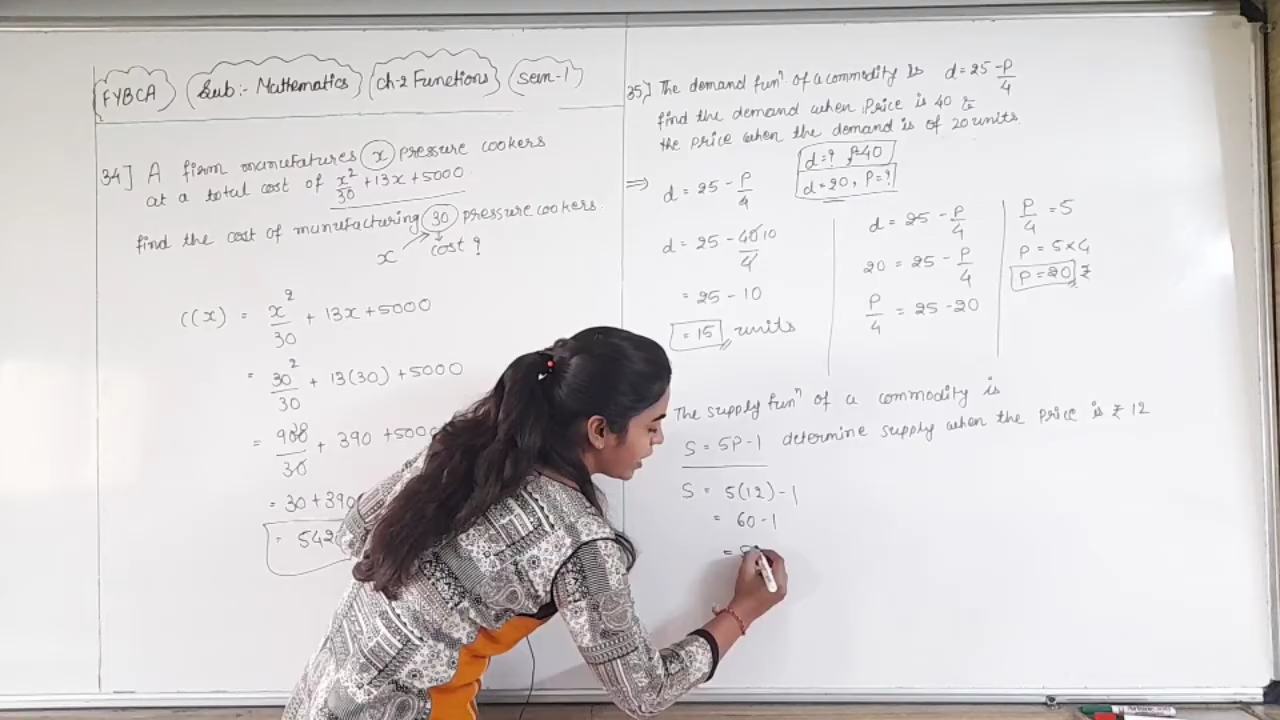 FYBCA Sub:- Mathematics Ch-2 Functions Sem-1
34] A firm manufatures x pressure cookers
at a total cost of x²/30 + 13x + 5000
find the cost of manufacturing 30 pressure cookers.
x cost ?
C(x) = x²/30 + 13x + 5000
= 30²/30 + 13(30) + 5000
= 900/30 + 390 + 500
= 30 + 390
= 542
35] The demand funⁿ of a commodity is d = 25 - P/4
find the demand when Price is 40 &
the price when the demand is of 20 units.
d = ? , P = 40
d = 20 , P = ?
⇒ d = 25 - P/4
d = 25 - 40/4 10
= 25 - 10
= 15 units
d = 25 - P/4
20 = 25 - P/4
P/4 = 25 - 20
P/4 = 5
P = 5 × 4
P = 20 ₹
The supply funⁿ of a commodity is
S = 5P - 1 determine supply when the price is ₹ 12
S = 5(12) - 1
= 60 - 1
=